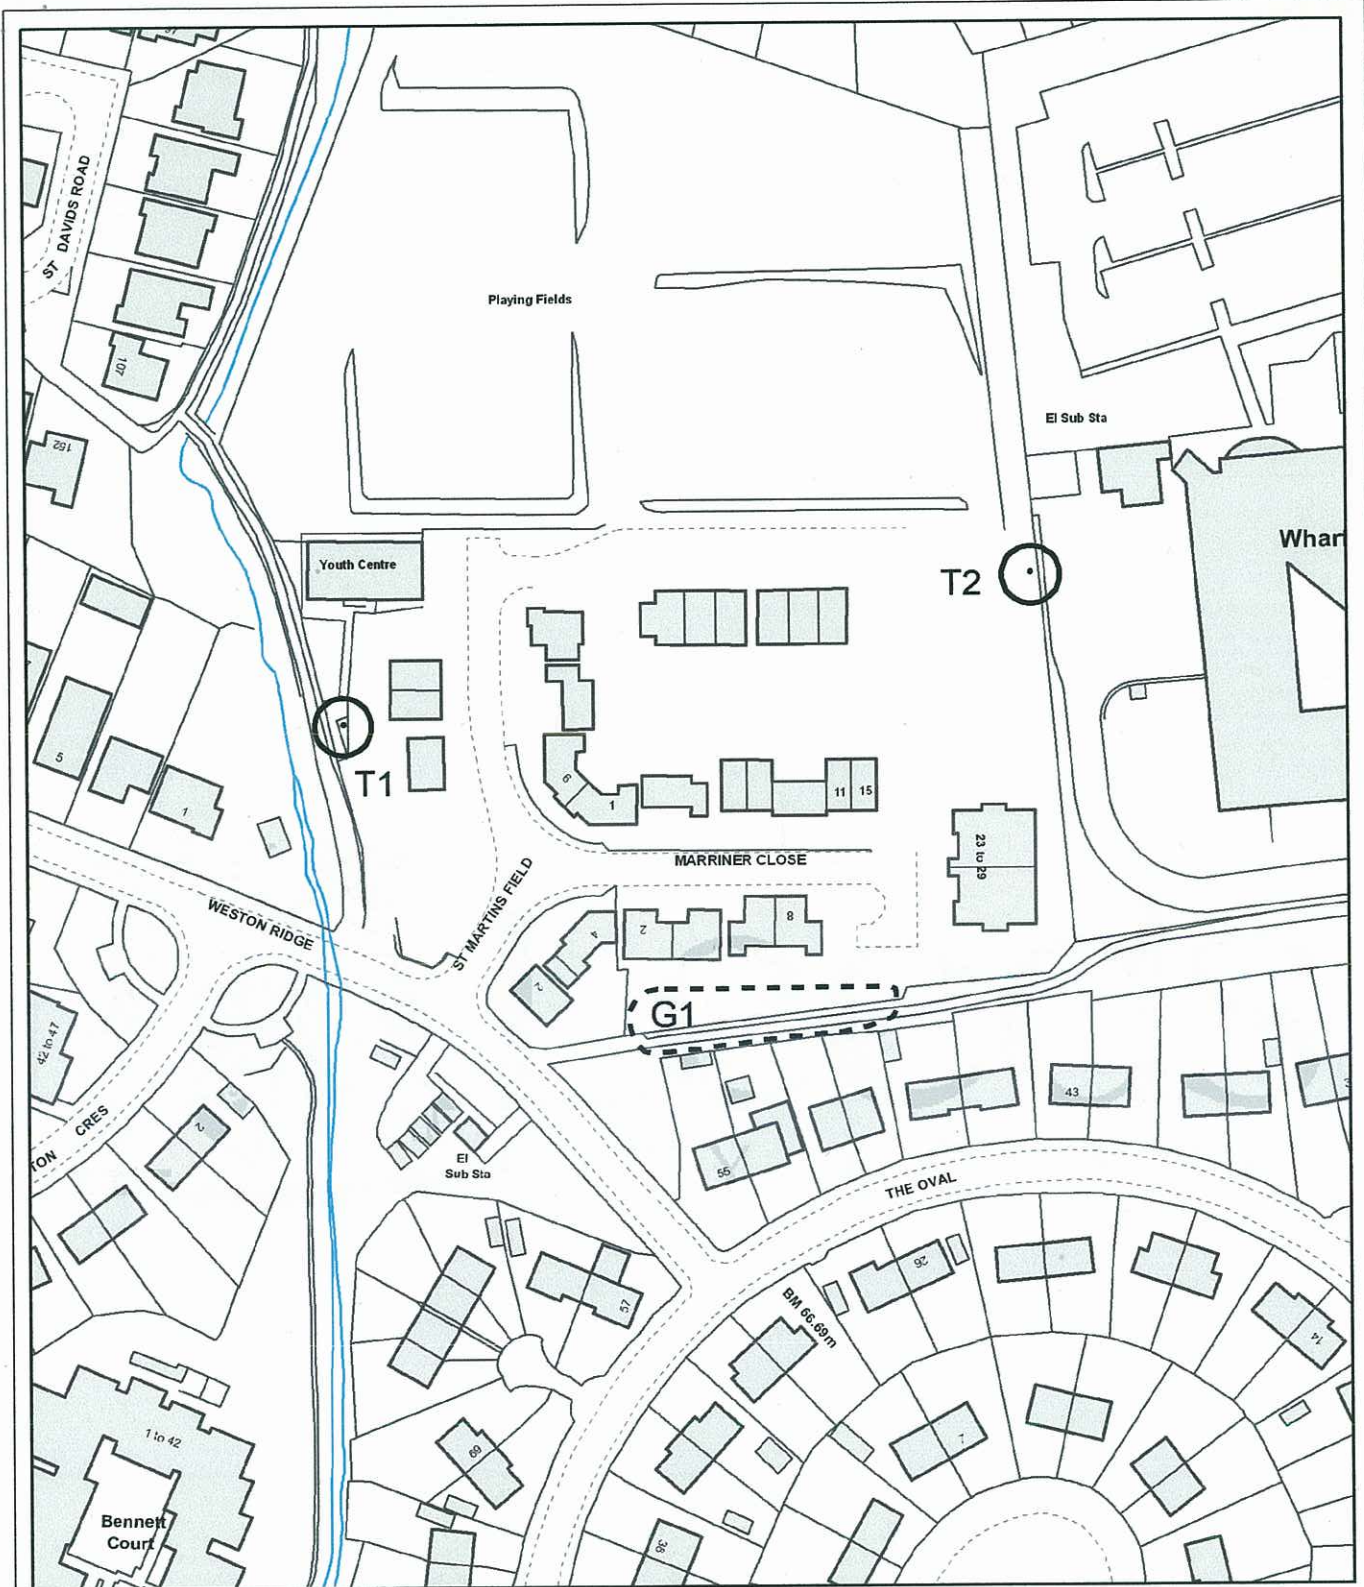 ST DAVIDS ROAD
107
152
Playing Fields
El Sub Sta
Whar
Youth Centre
T2
T1
5
1
6
1
11
15
MARRINER CLOSE
23 to 29
WESTON RIDGE
ST MARTINS FIELD
4
2
2
8
G1
42 to 47
TON CRES
2
El
Sub Sta
43
55
THE OVAL
57
26
14
BM 66.69m
69
7
1 to 42
Bennett
Court
36